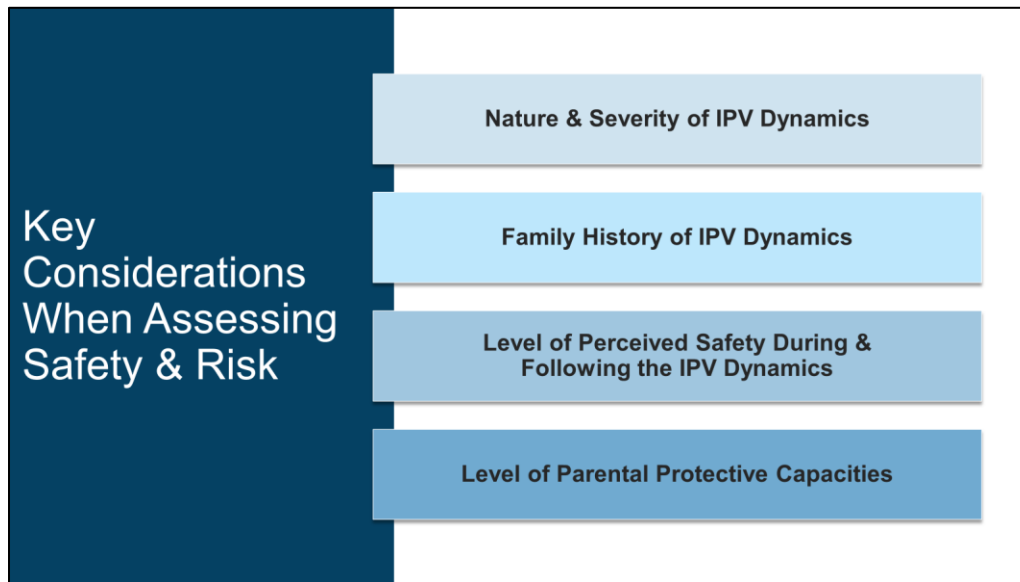 Key
Considerations
When Assessing
Safety & Risk
Nature & Severity of IPV Dynamics
Family History of IPV Dynamics
Level of Perceived Safety During &
Following the IPV Dynamics
Level of Parental Protective Capacities